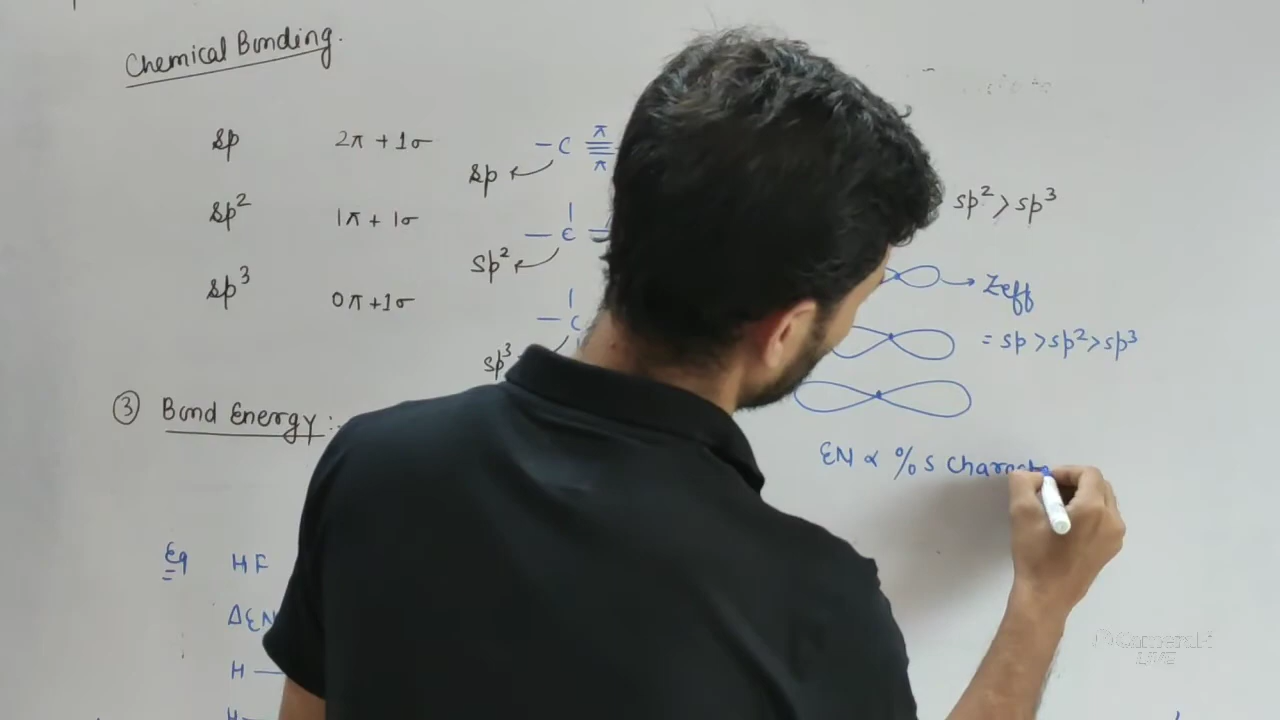 Chemical Bonding.
sp 2π + 1σ
sp² 1π + 1σ
sp³ 0π + 1σ
— C ≡
π
π
sp
— C =
sp²
— C
sp³
sp² > sp³
→ Zeff
= sp > sp² > sp³
EN ∝ % s Charact
③ Bond Energy :-
Eg HF
ΔEN
H —
H —